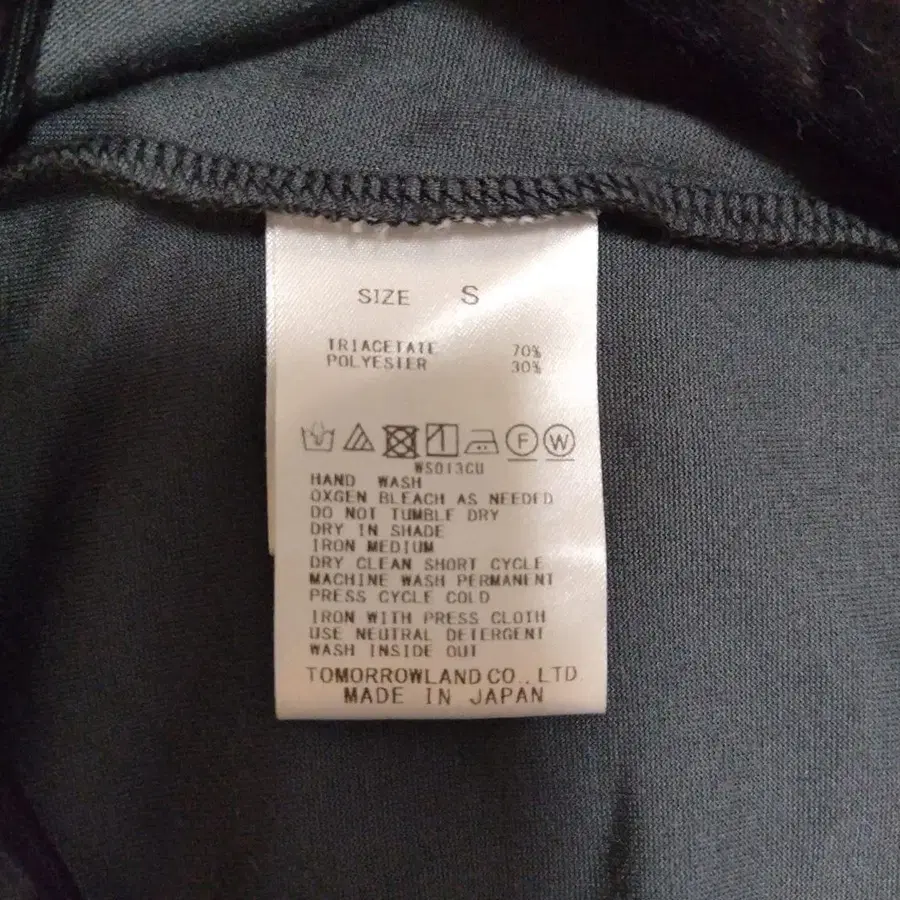 SIZE S
TRIACETATE 70%
POLYESTER 30%
F W
WS013CU
HAND WASH
OXGEN BLEACH AS NEEDED
DO NOT TUMBLE DRY
DRY IN SHADE
IRON MEDIUM
DRY CLEAN SHORT CYCLE
MACHINE WASH PERMANENT
PRESS CYCLE COLD
IRON WITH PRESS CLOTH
USE NEUTRAL DETERGENT
WASH INSIDE OUT
TOMORROWLAND CO., LTD
MADE IN JAPAN